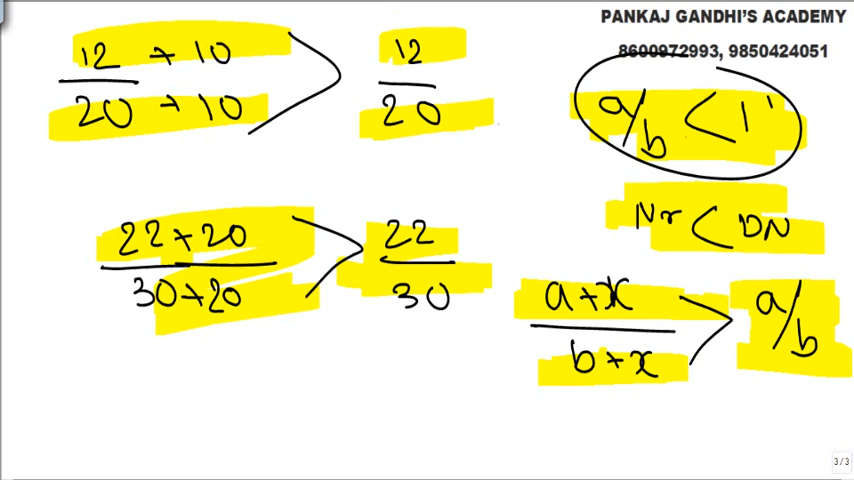 PANKAJ GANDHI'S ACADEMY
8600972993, 9850424051
12 + 10 > 12
20 + 10 20
a/b < 1
Nr < DN
22+20 > 22
30+20 30
a+x > a/b
b+x
3/3